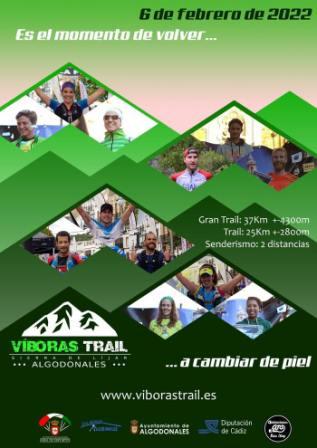 6 de febrero de 2022
Es el momento de volver...
Gran Trail: 37Km +-4300m
Trail: 25Km +-2800m
Senderismo: 2 distancias
VÍBORAS TRAIL
SIERRA DE LÍJAR
ALGODONALES
... a cambiar de piel
www.viborastrail.es
Ayuntamiento de
ALGODONALES
Diputación
de Cádiz